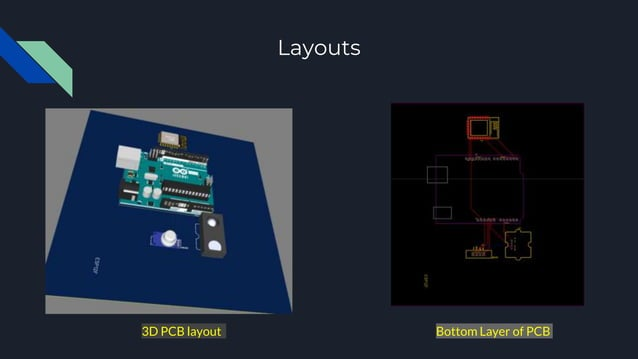 Layouts
3D PCB layout
Bottom Layer of PCB